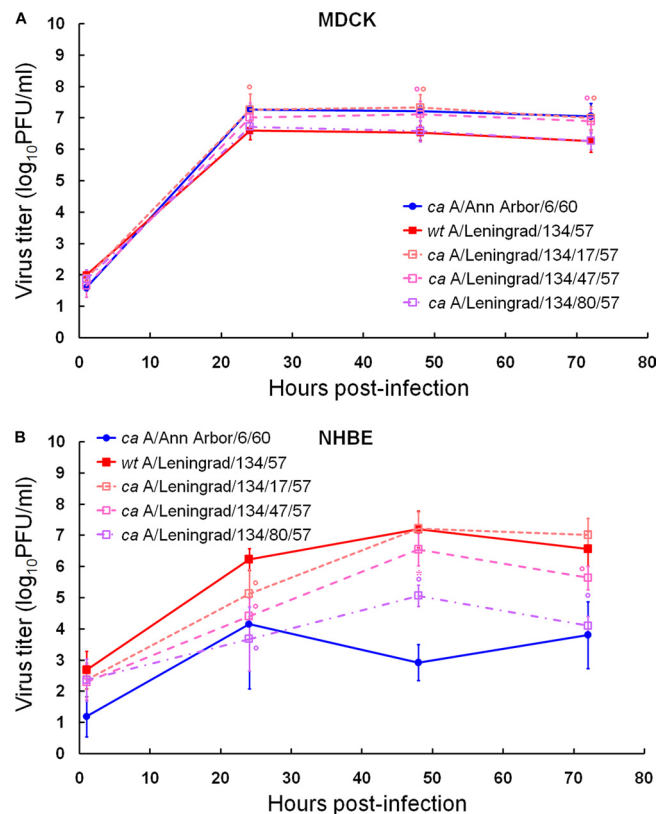 A
MDCK
10
9
8
7
6
5
4
3
2
1
0
Virus titer (log10PFU/ml)
ca A/Ann Arbor/6/60
wt A/Leningrad/134/57
ca A/Leningrad/134/17/57
ca A/Leningrad/134/47/57
ca A/Leningrad/134/80/57
0 10 20 30 40 50 60 70 80
Hours post-infection
B
NHBE
10
9
8
7
6
5
4
3
2
1
0
Virus titer (log10PFU/ml)
ca A/Ann Arbor/6/60
wt A/Leningrad/134/57
ca A/Leningrad/134/17/57
ca A/Leningrad/134/47/57
ca A/Leningrad/134/80/57
0 10 20 30 40 50 60 70 80
Hours post-infection